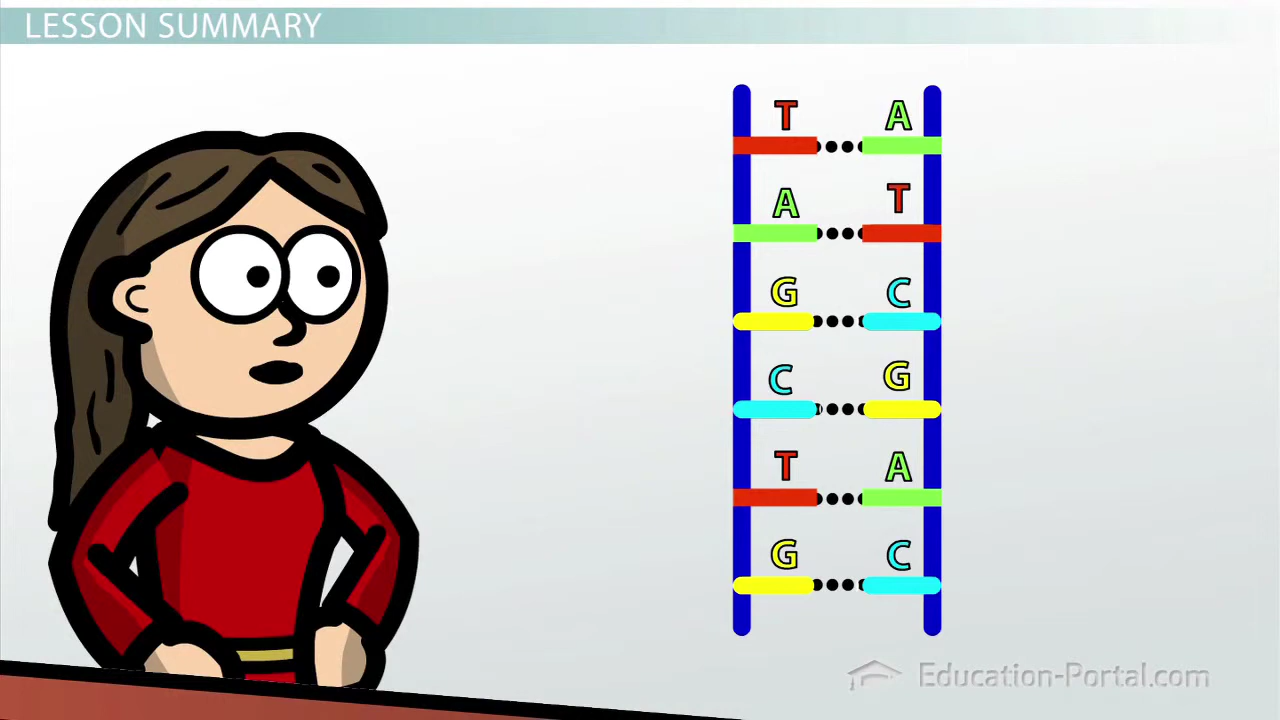 LESSON SUMMARY
T A
A T
G C
C G
T A
G C
Education-Portal.com